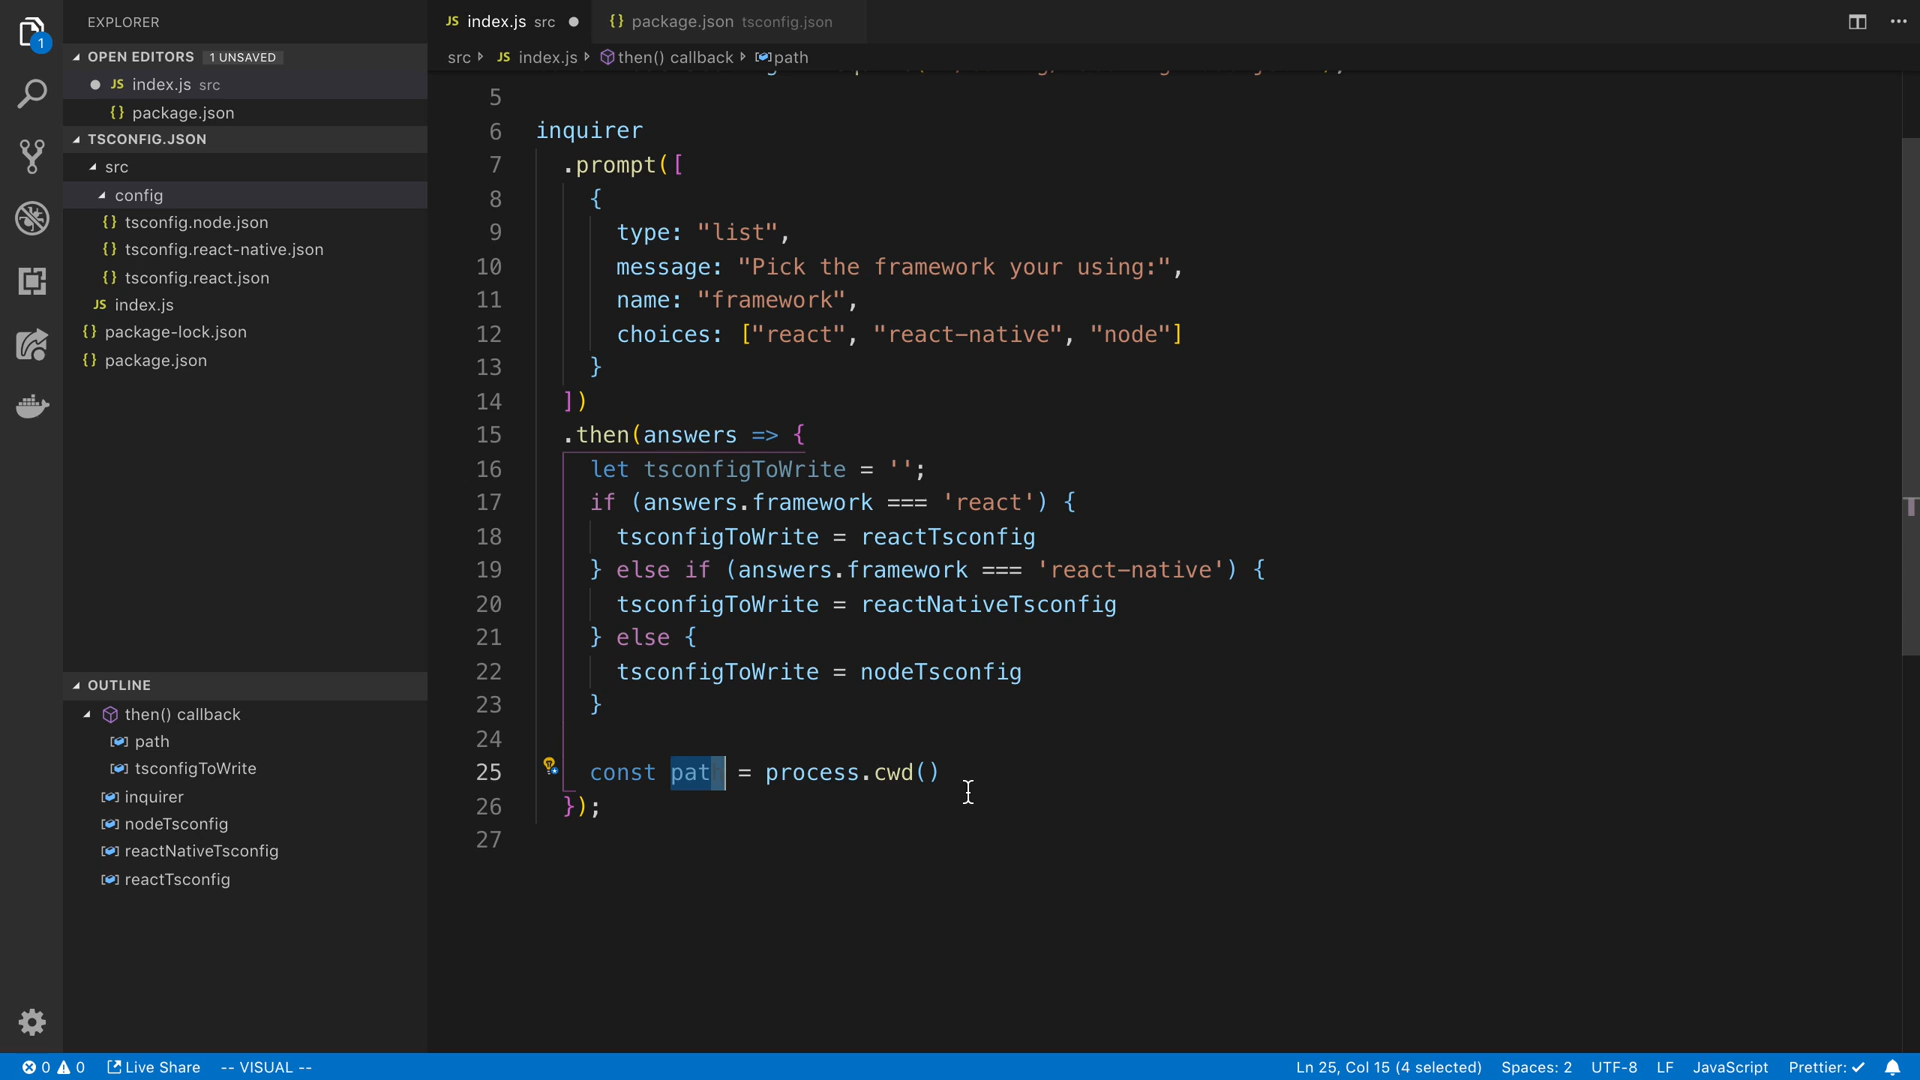 EXPLORER
JS index.js src
{} package.json tsconfig.json
OPEN EDITORS 1 UNSAVED
src JS index.js then() callback path
JS index.js src
{} package.json
TSCONFIG.JSON
src
config
{} tsconfig.node.json
{} tsconfig.react-native.json
{} tsconfig.react.json
JS index.js
{} package-lock.json
{} package.json
OUTLINE
then() callback
path
tsconfigToWrite
inquirer
nodeTsconfig
reactNativeTsconfig
reactTsconfig
5
6 inquirer
7 .prompt([
8 {
9 type: "list",
10 message: "Pick the framework your using:",
11 name: "framework",
12 choices: ["react", "react-native", "node"]
13 }
14 ])
15 .then(answers => {
16 let tsconfigToWrite = '';
17 if (answers.framework === 'react') {
18 tsconfigToWrite = reactTsconfig
19 } else if (answers.framework === 'react-native') {
20 tsconfigToWrite = reactNativeTsconfig
21 } else {
22 tsconfigToWrite = nodeTsconfig
23 }
24
25 const path = process.cwd()
26 });
27
1
0 0 Live Share -- VISUAL -- Ln 25, Col 15 (4 selected) Spaces: 2 UTF-8 LF JavaScript Prettier: ✓